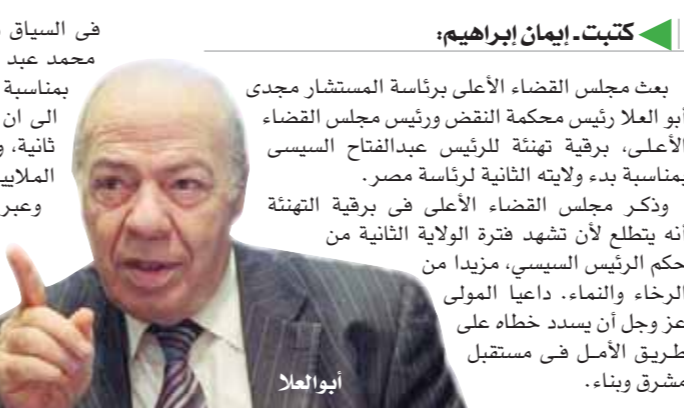 كتبت ـ إيمان إبراهيم:
بعث مجلس القضاء الأعلى برئاسة المستشار مجدى
أبو العلا رئيس محكمة النقض ورئيس مجلس القضاء
الأعلى، برقية تهنئة للرئيس عبدالفتاح السيسى
بمناسبة بدء ولايته الثانية لرئاسة مصر.
وذكر مجلس القضاء الأعلى فى برقية التهنئة
أنه يتطلع لأن تشهد فترة الولاية الثانية من
حكم الرئيس السيسي، مزيدا من
الرخاء والنماء. داعيا المولى
عز وجل أن يسدد خطاه على
طريق الأمل فى مستقبل
مشرق وبناء.
أبوالعلا
فى السياق
محمد عبد
بمناسبة
الى ان
ثانية،
وعبر